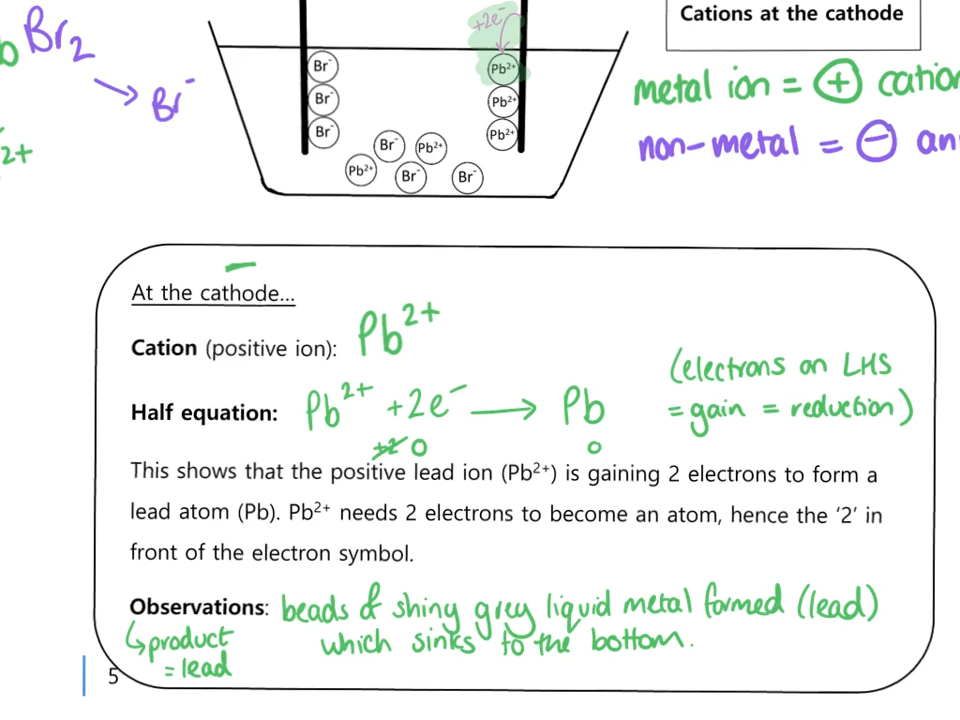 Br₂
→ Br⁻
2+
+2e⁻
Br⁻
Br⁻
Br⁻
Pb²⁺
Pb²⁺
Pb²⁺
Br⁻
Pb²⁺
Pb²⁺
Br⁻
Br⁻
Cations at the cathode
metal ion = ⊕ cation
non-metal = ⊖ an
−
At the cathode...
Cation (positive ion): Pb²⁺
Half equation: Pb²⁺ + 2e⁻ → Pb
(electrons on LHS
= gain = reduction)
+2 0
0
This shows that the positive lead ion (Pb²⁺) is gaining 2 electrons to form a
lead atom (Pb). Pb²⁺ needs 2 electrons to become an atom, hence the ‘2’ in
front of the electron symbol.
Observations: beads of shiny grey liquid metal formed (lead)
which sinks to the bottom.
↳ product
= lead
5